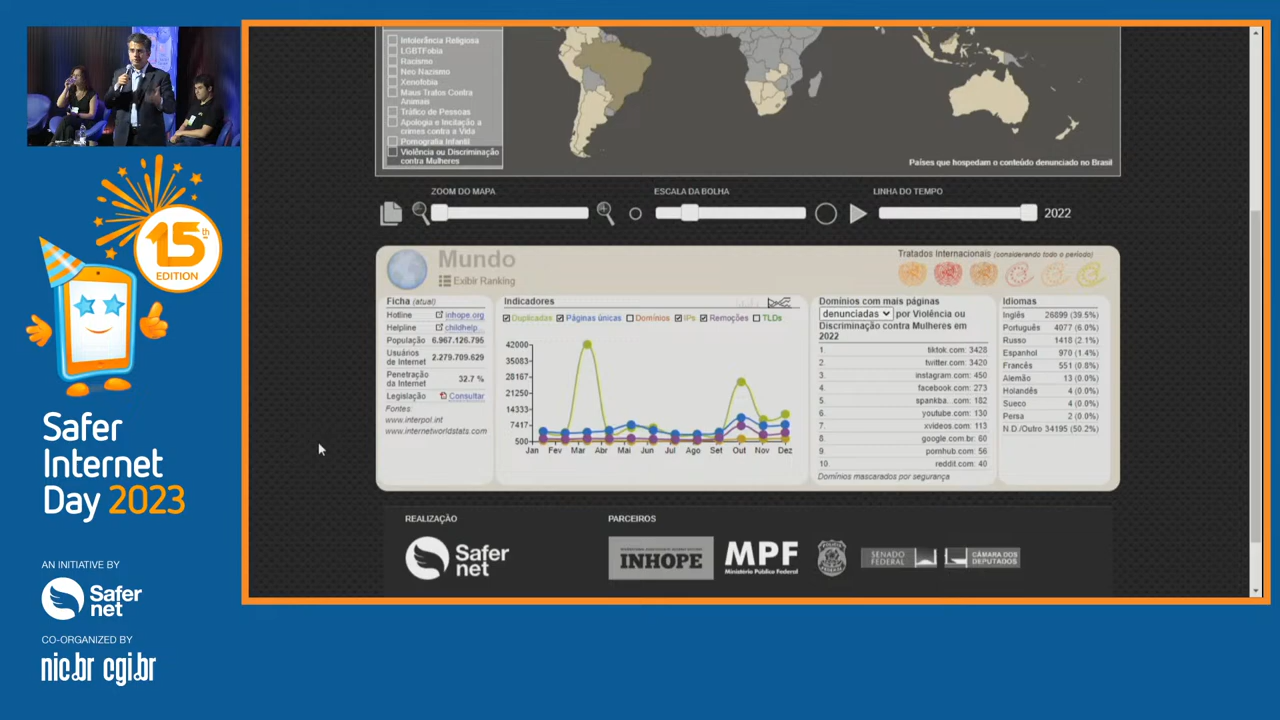 15th
EDITION
Safer
Internet
Day 2023
AN INITIATIVE BY
Safer
net
CO-ORGANIZED BY
nic.br cgi.br
Intolerância Religiosa
LGBTFobia
Racismo
Neo Nazismo
Xenofobia
Maus Tratos Contra
Animais
Tráfico de Pessoas
Apologia e Incitação a
crimes contra a Vida
Pornografia Infantil
Violência ou Discriminação
contra Mulheres
Países que hospedam o conteúdo denunciado no Brasil
ZOOM DO MAPA
ESCALA DA BOLHA
LINHA DO TEMPO
2022
Mundo
Exibir Ranking
Tratados Internacionais (considerando todo o período)
Ficha (atual)
Hotline inhope.org
Helpline childhelp...
População 6.967.126.795
Usuários
de Internet 2.279.709.629
Penetração
da Internet 32.7 %
Legislação Consultar
Fontes:
www.interpol.int
www.internetworldstats.com
Indicadores
Duplicadas Páginas únicas Domínios IPs Remoções TLDs
42000
35083
28167
21250
14333
7417
500
Jan Fev Mar Abr Mai Jun Jul Ago Set Out Nov Dez
Domínios com mais páginas
denunciadas por Violência ou
Discriminação contra Mulheres em
2022
1. tiktok.com: 3428
2. twitter.com: 3420
3. instagram.com: 450
4. facebook.com: 273
5. spankba...com: 182
6. youtube.com: 130
7. xvideos.com: 113
8. google.com.br: 60
9. pornhub.com: 56
10. reddit.com: 40
Domínios mascarados por segurança
Idiomas
Inglês 26899 (39.5%)
Português 4077 (6.0%)
Russo 1418 (2.1%)
Espanhol 970 (1.4%)
Francês 551 (0.8%)
Alemão 13 (0.0%)
Holandês 4 (0.0%)
Sueco 4 (0.0%)
Persa 2 (0.0%)
N.D./Outro 34195 (50.2%)
REALIZAÇÃO
Safer
net
PARCEIROS
INHOPE
MPF
Ministério Público Federal
SENADO
FEDERAL
CÂMARA DOS
DEPUTADOS